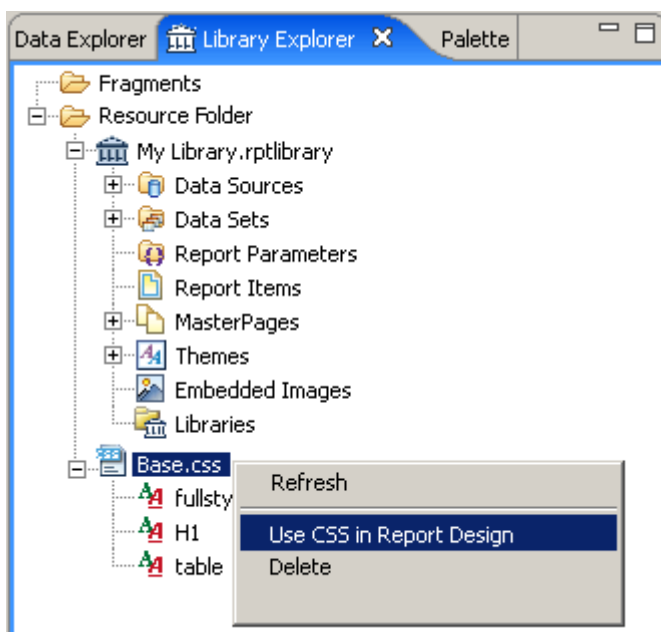 Data Explorer Library Explorer Palette
Fragments
Resource Folder
My Library.rptlibrary
Data Sources
Data Sets
Report Parameters
Report Items
MasterPages
Themes
Embedded Images
Libraries
Base.css
fullsty
H1
table
Refresh
Use CSS in Report Design
Delete